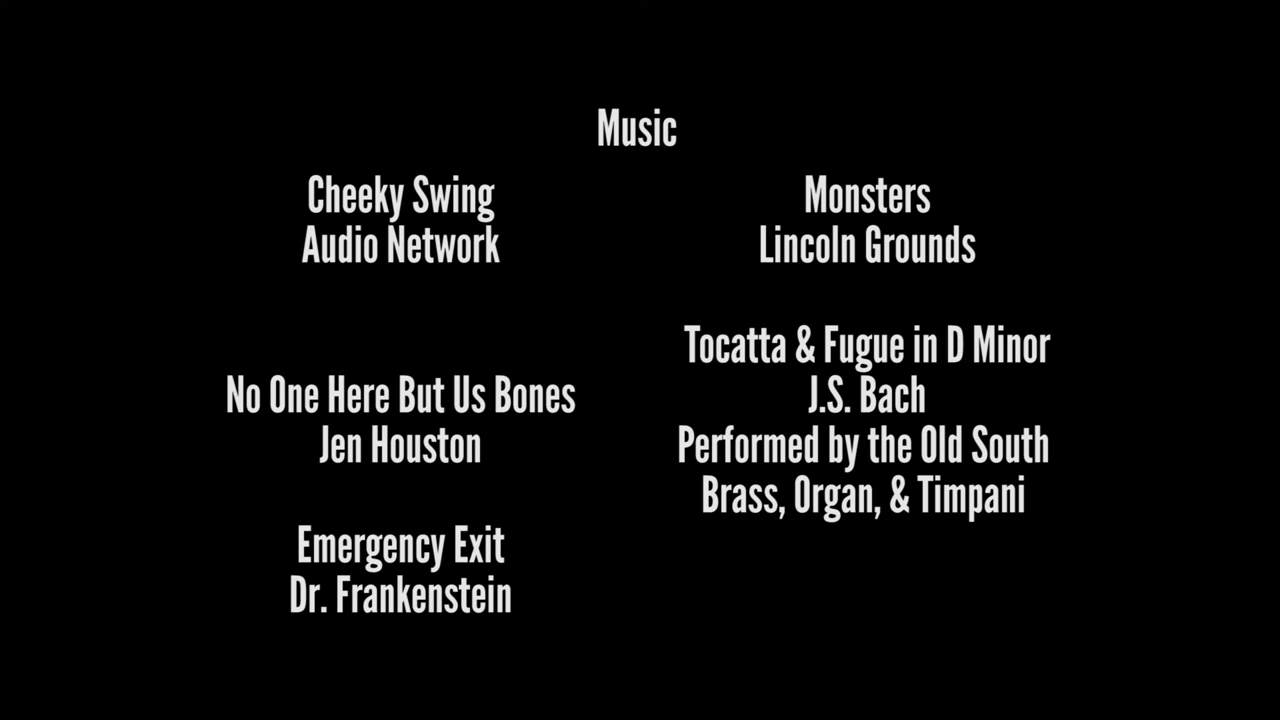 Music
Cheeky Swing
Audio Network
No One Here But Us Bones
Jen Houston
Emergency Exit
Dr. Frankenstein
Monsters
Lincoln Grounds
Tocatta & Fugue in D Minor
J.S. Bach
Performed by the Old South
Brass, Organ, & Timpani